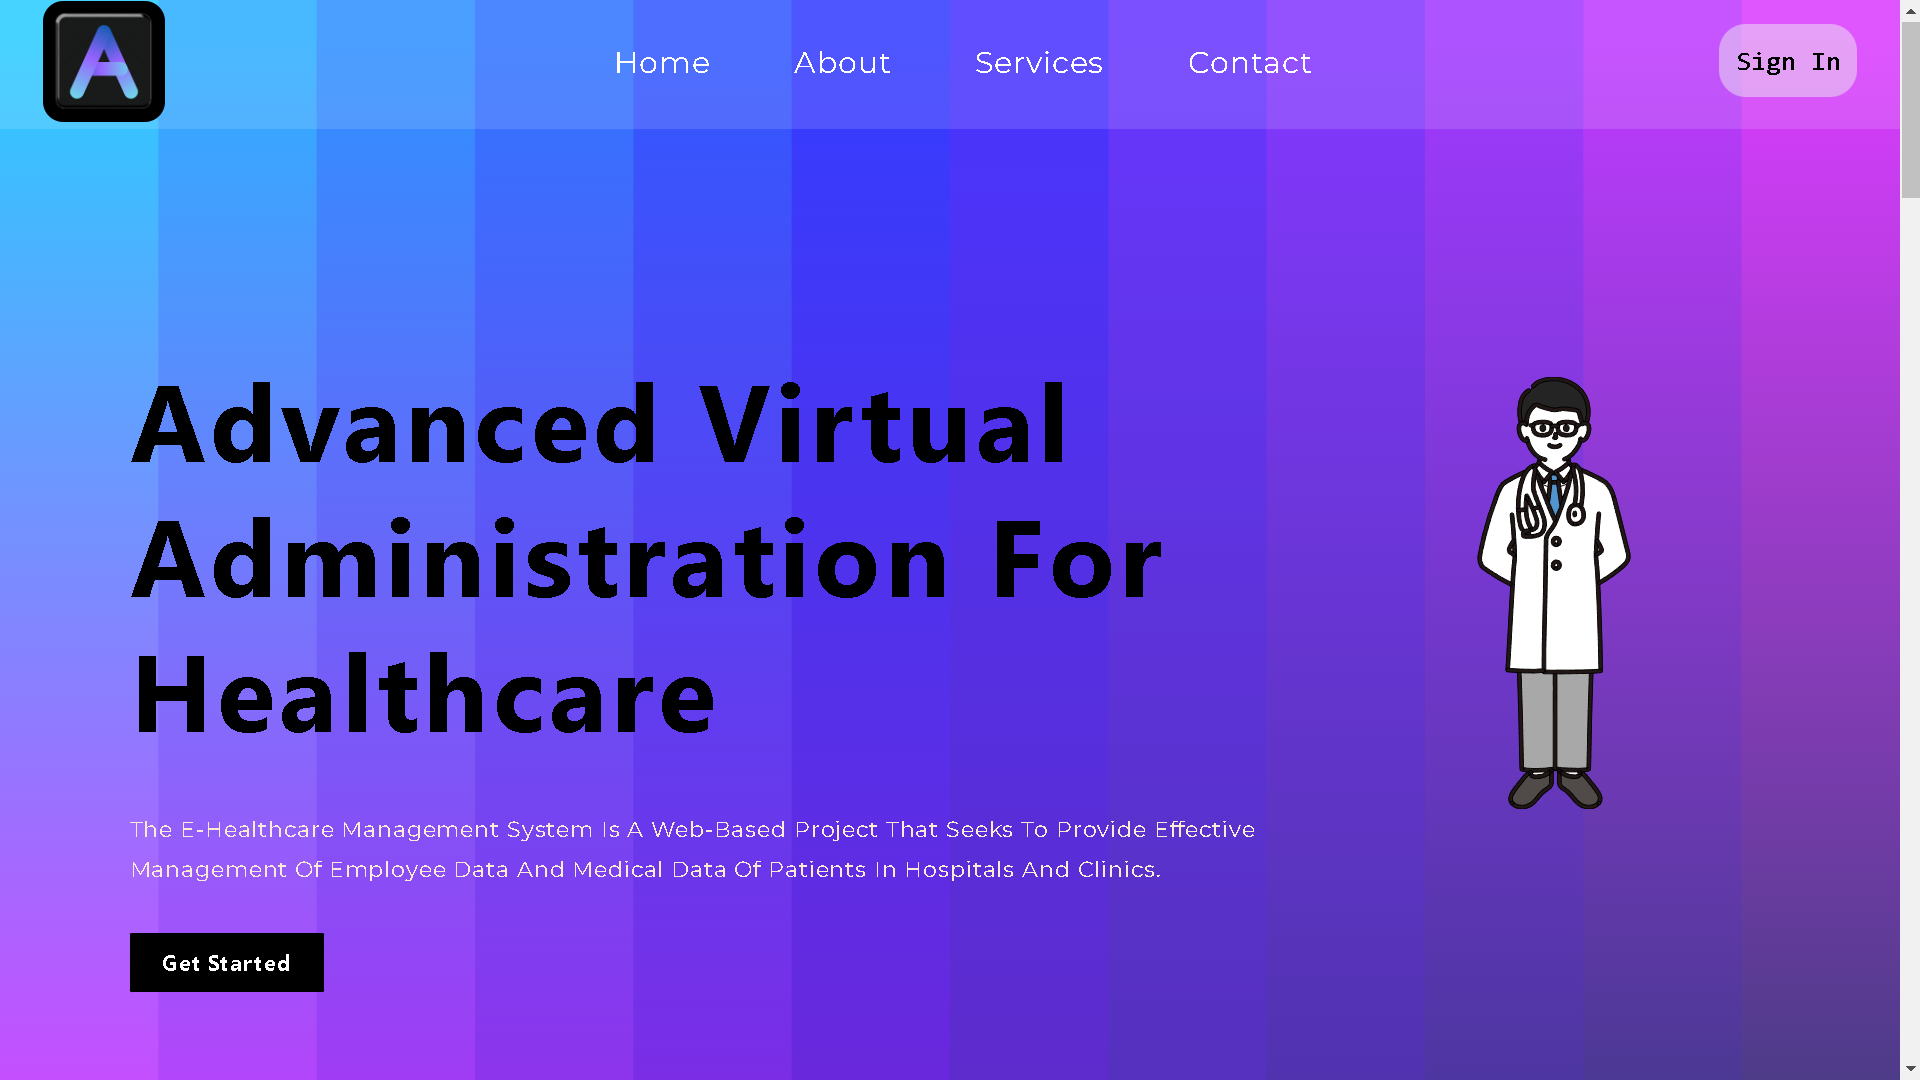 A
Home
About
Services
Contact
Sign In
Advanced Virtual
Administration For
Healthcare
The E-Healthcare Management System Is A Web-Based Project That Seeks To Provide Effective
Management Of Employee Data And Medical Data Of Patients In Hospitals And Clinics.
Get Started